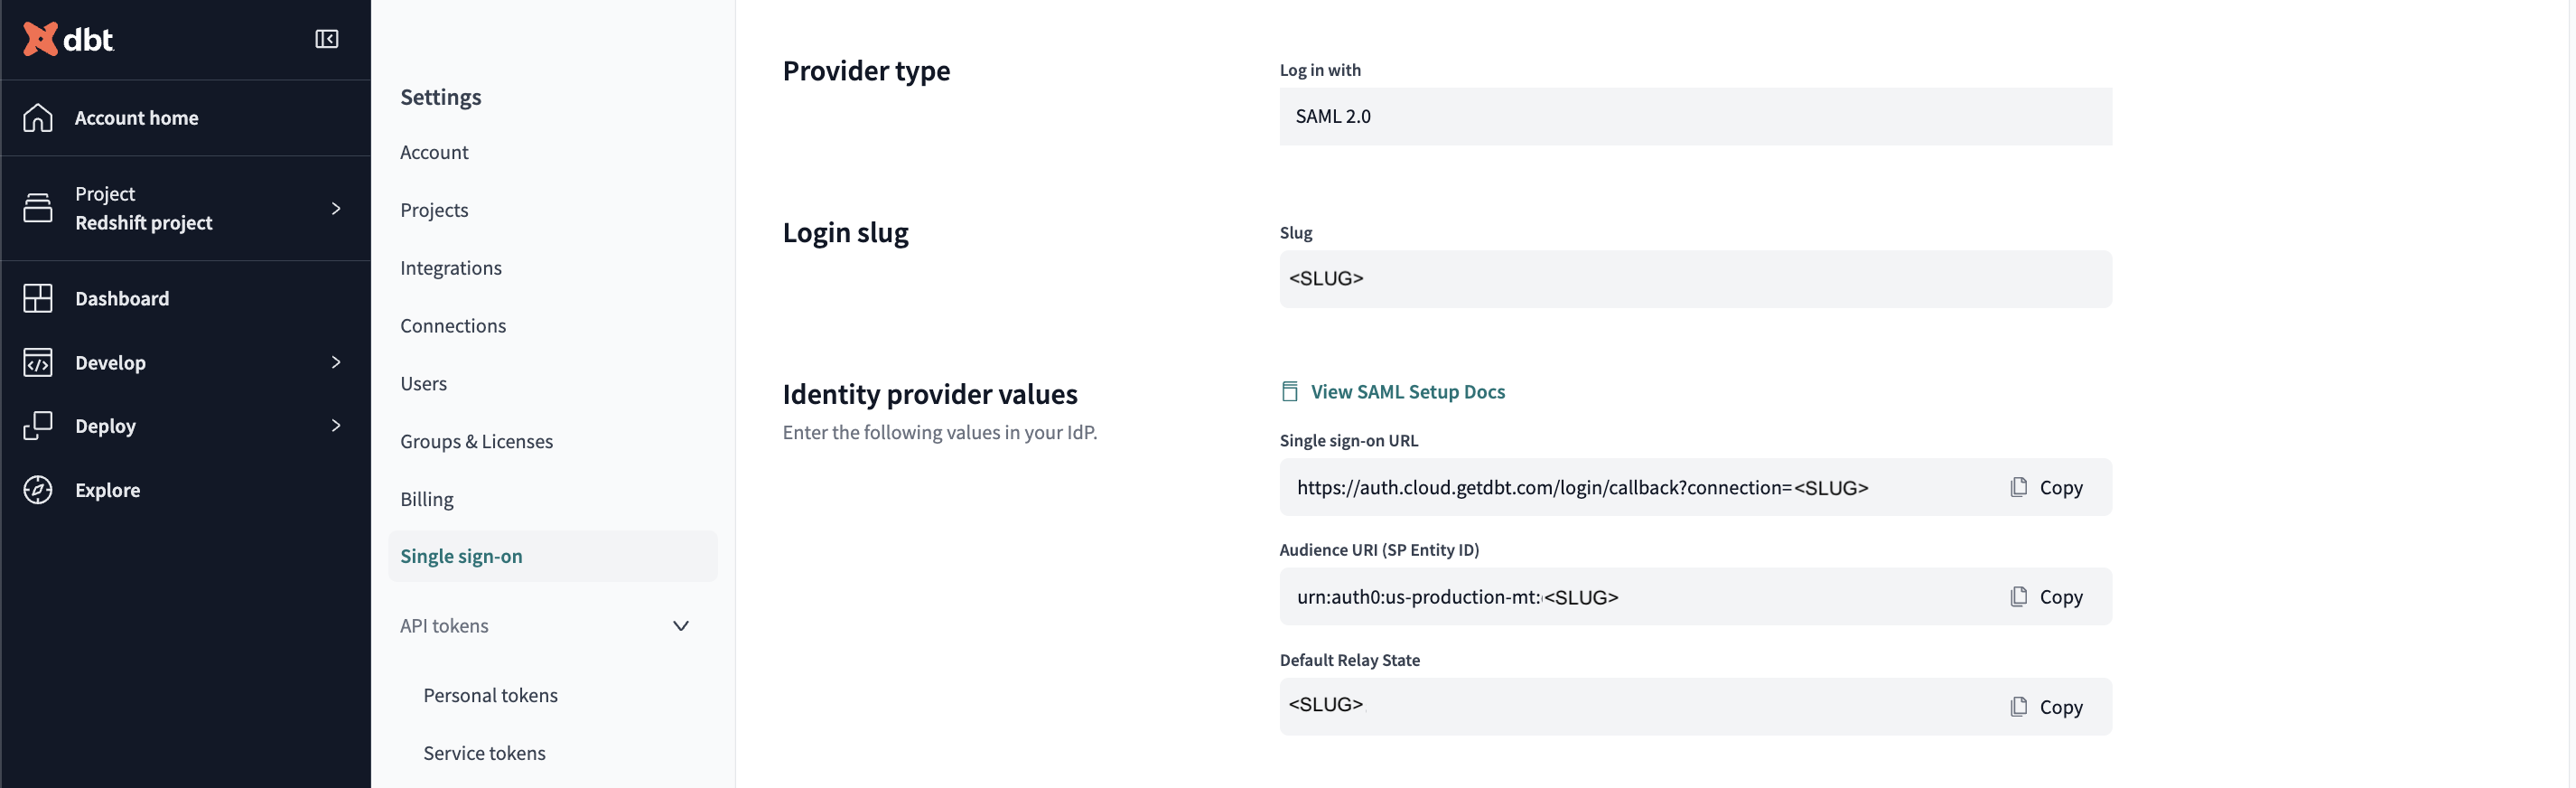 dbt
Account home
Project
Redshift project
Dashboard
Develop
Deploy
Explore
Settings
Account
Projects
Integrations
Connections
Users
Groups & Licenses
Billing
Single sign-on
API tokens
Personal tokens
Service tokens
Provider type
Log in with
SAML 2.0
Login slug
Slug
<SLUG>
Identity provider values
Enter the following values in your IdP.
View SAML Setup Docs
Single sign-on URL
https://auth.cloud.getdbt.com/login/callback?connection=<SLUG>
Copy
Audience URI (SP Entity ID)
urn:auth0:us-production-mt:<SLUG>
Copy
Default Relay State
<SLUG>
Copy